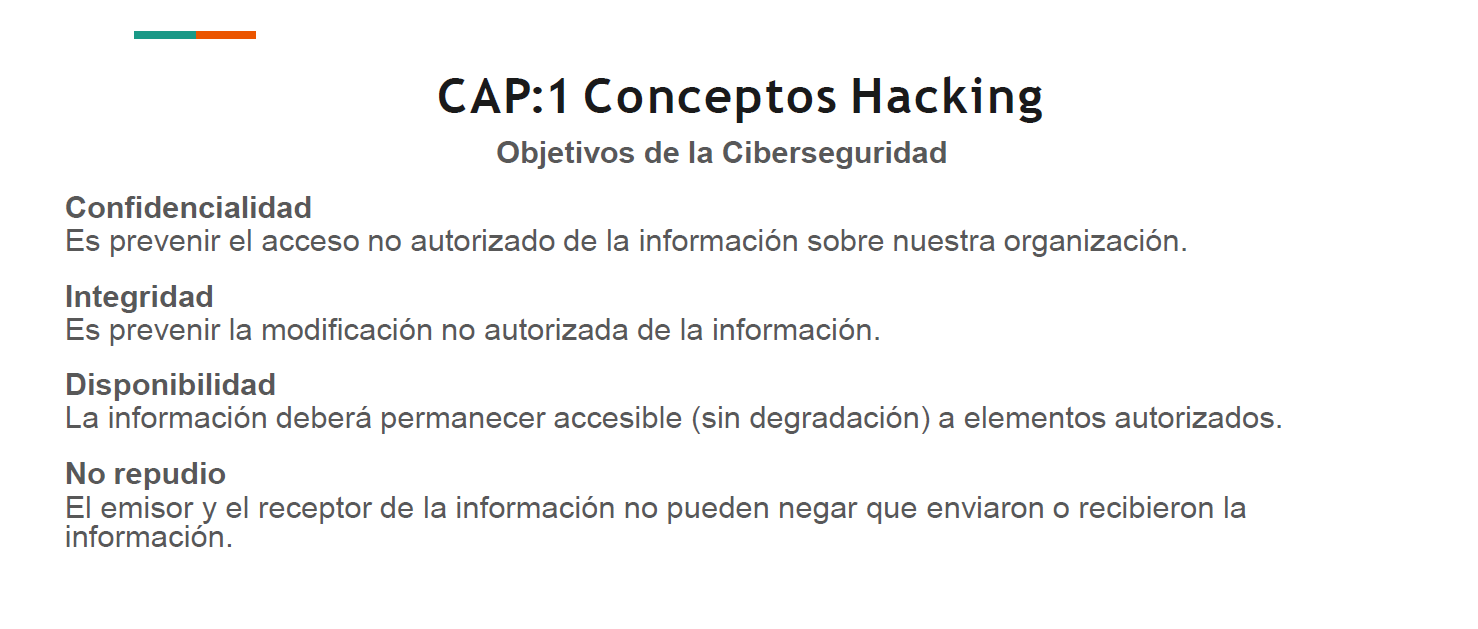 CAP:1 Conceptos Hacking
Objetivos de la Ciberseguridad
Confidencialidad
Es prevenir el acceso no autorizado de la información sobre nuestra organización.
Integridad
Es prevenir la modificación no autorizada de la información.
Disponibilidad
La información deberá permanecer accesible (sin degradación) a elementos autorizados.
No repudio
El emisor y el receptor de la información no pueden negar que enviaron o recibieron la
información.